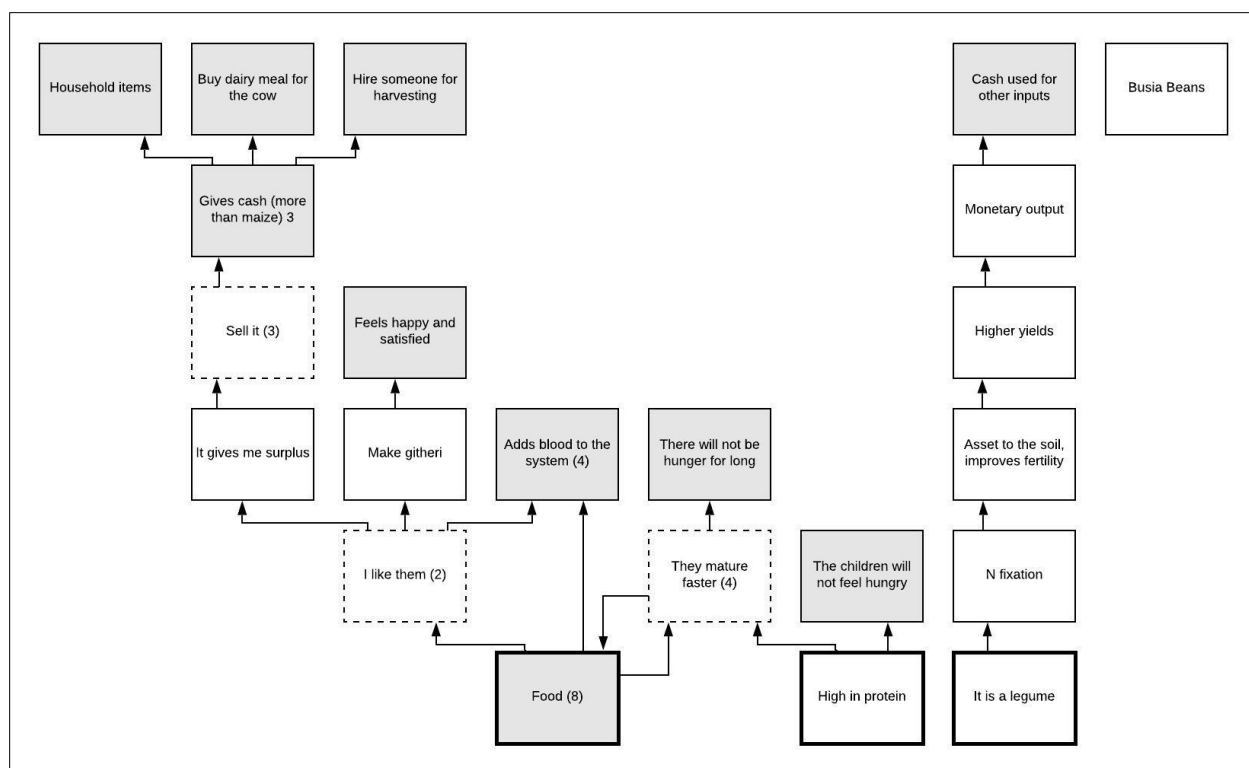 Household items
Buy dairy meal for
the cow
Hire someone for
harvesting
Cash used for
other inputs
Busia Beans
Gives cash (more
than maize) 3
Monetary output
Sell it (3)
Feels happy and
satisfied
Higher yields
It gives me surplus
Make githeri
Adds blood to the
system (4)
There will not be
hunger for long
Asset to the soil,
improves fertility
I like them (2)
They mature
faster (4)
The children will
not feel hungry
N fixation
Food (8)
High in protein
It is a legume